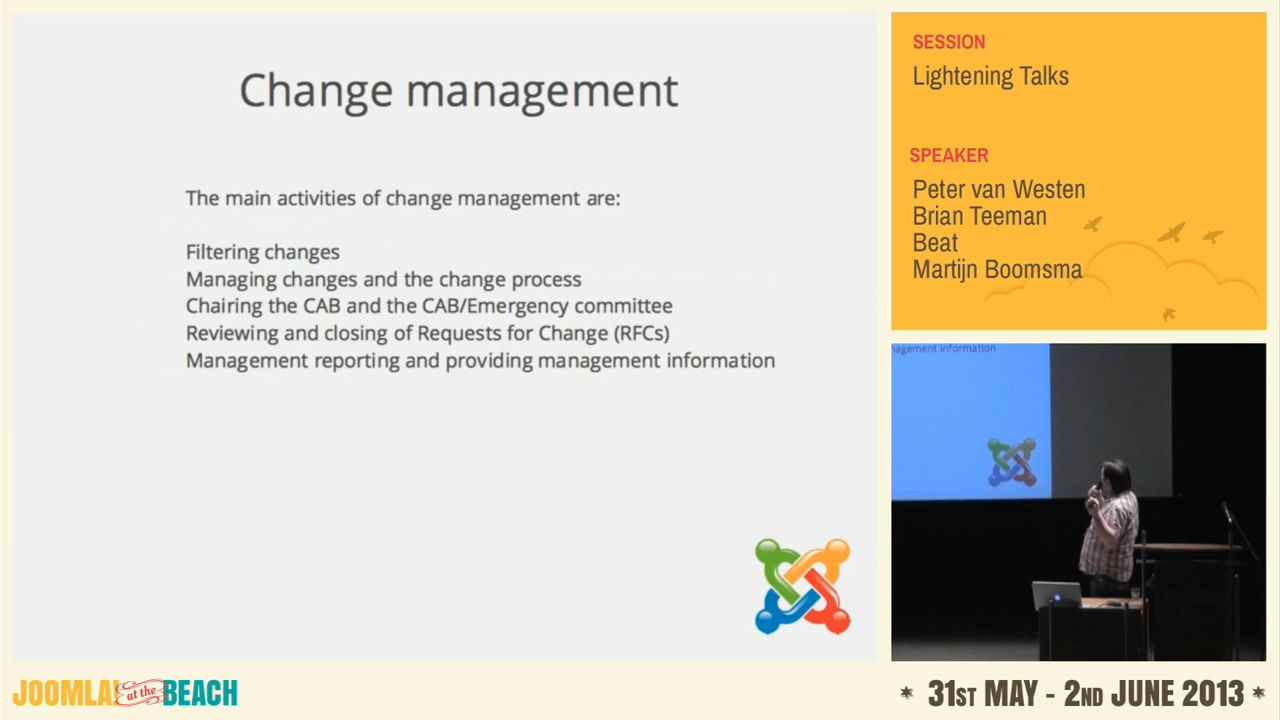 Change management
The main activities of change management are:
Filtering changes
Managing changes and the change process
Chairing the CAB and the CAB/Emergency committee
Reviewing and closing of Requests for Change (RFCs)
Management reporting and providing management information
SESSION
Lightening Talks
SPEAKER
Peter van Westen
Brian Teeman
Beat
Martijn Boomsma
nagement information
JOOMLA! at the BEACH
* 31ST MAY - 2ND JUNE 2013 *